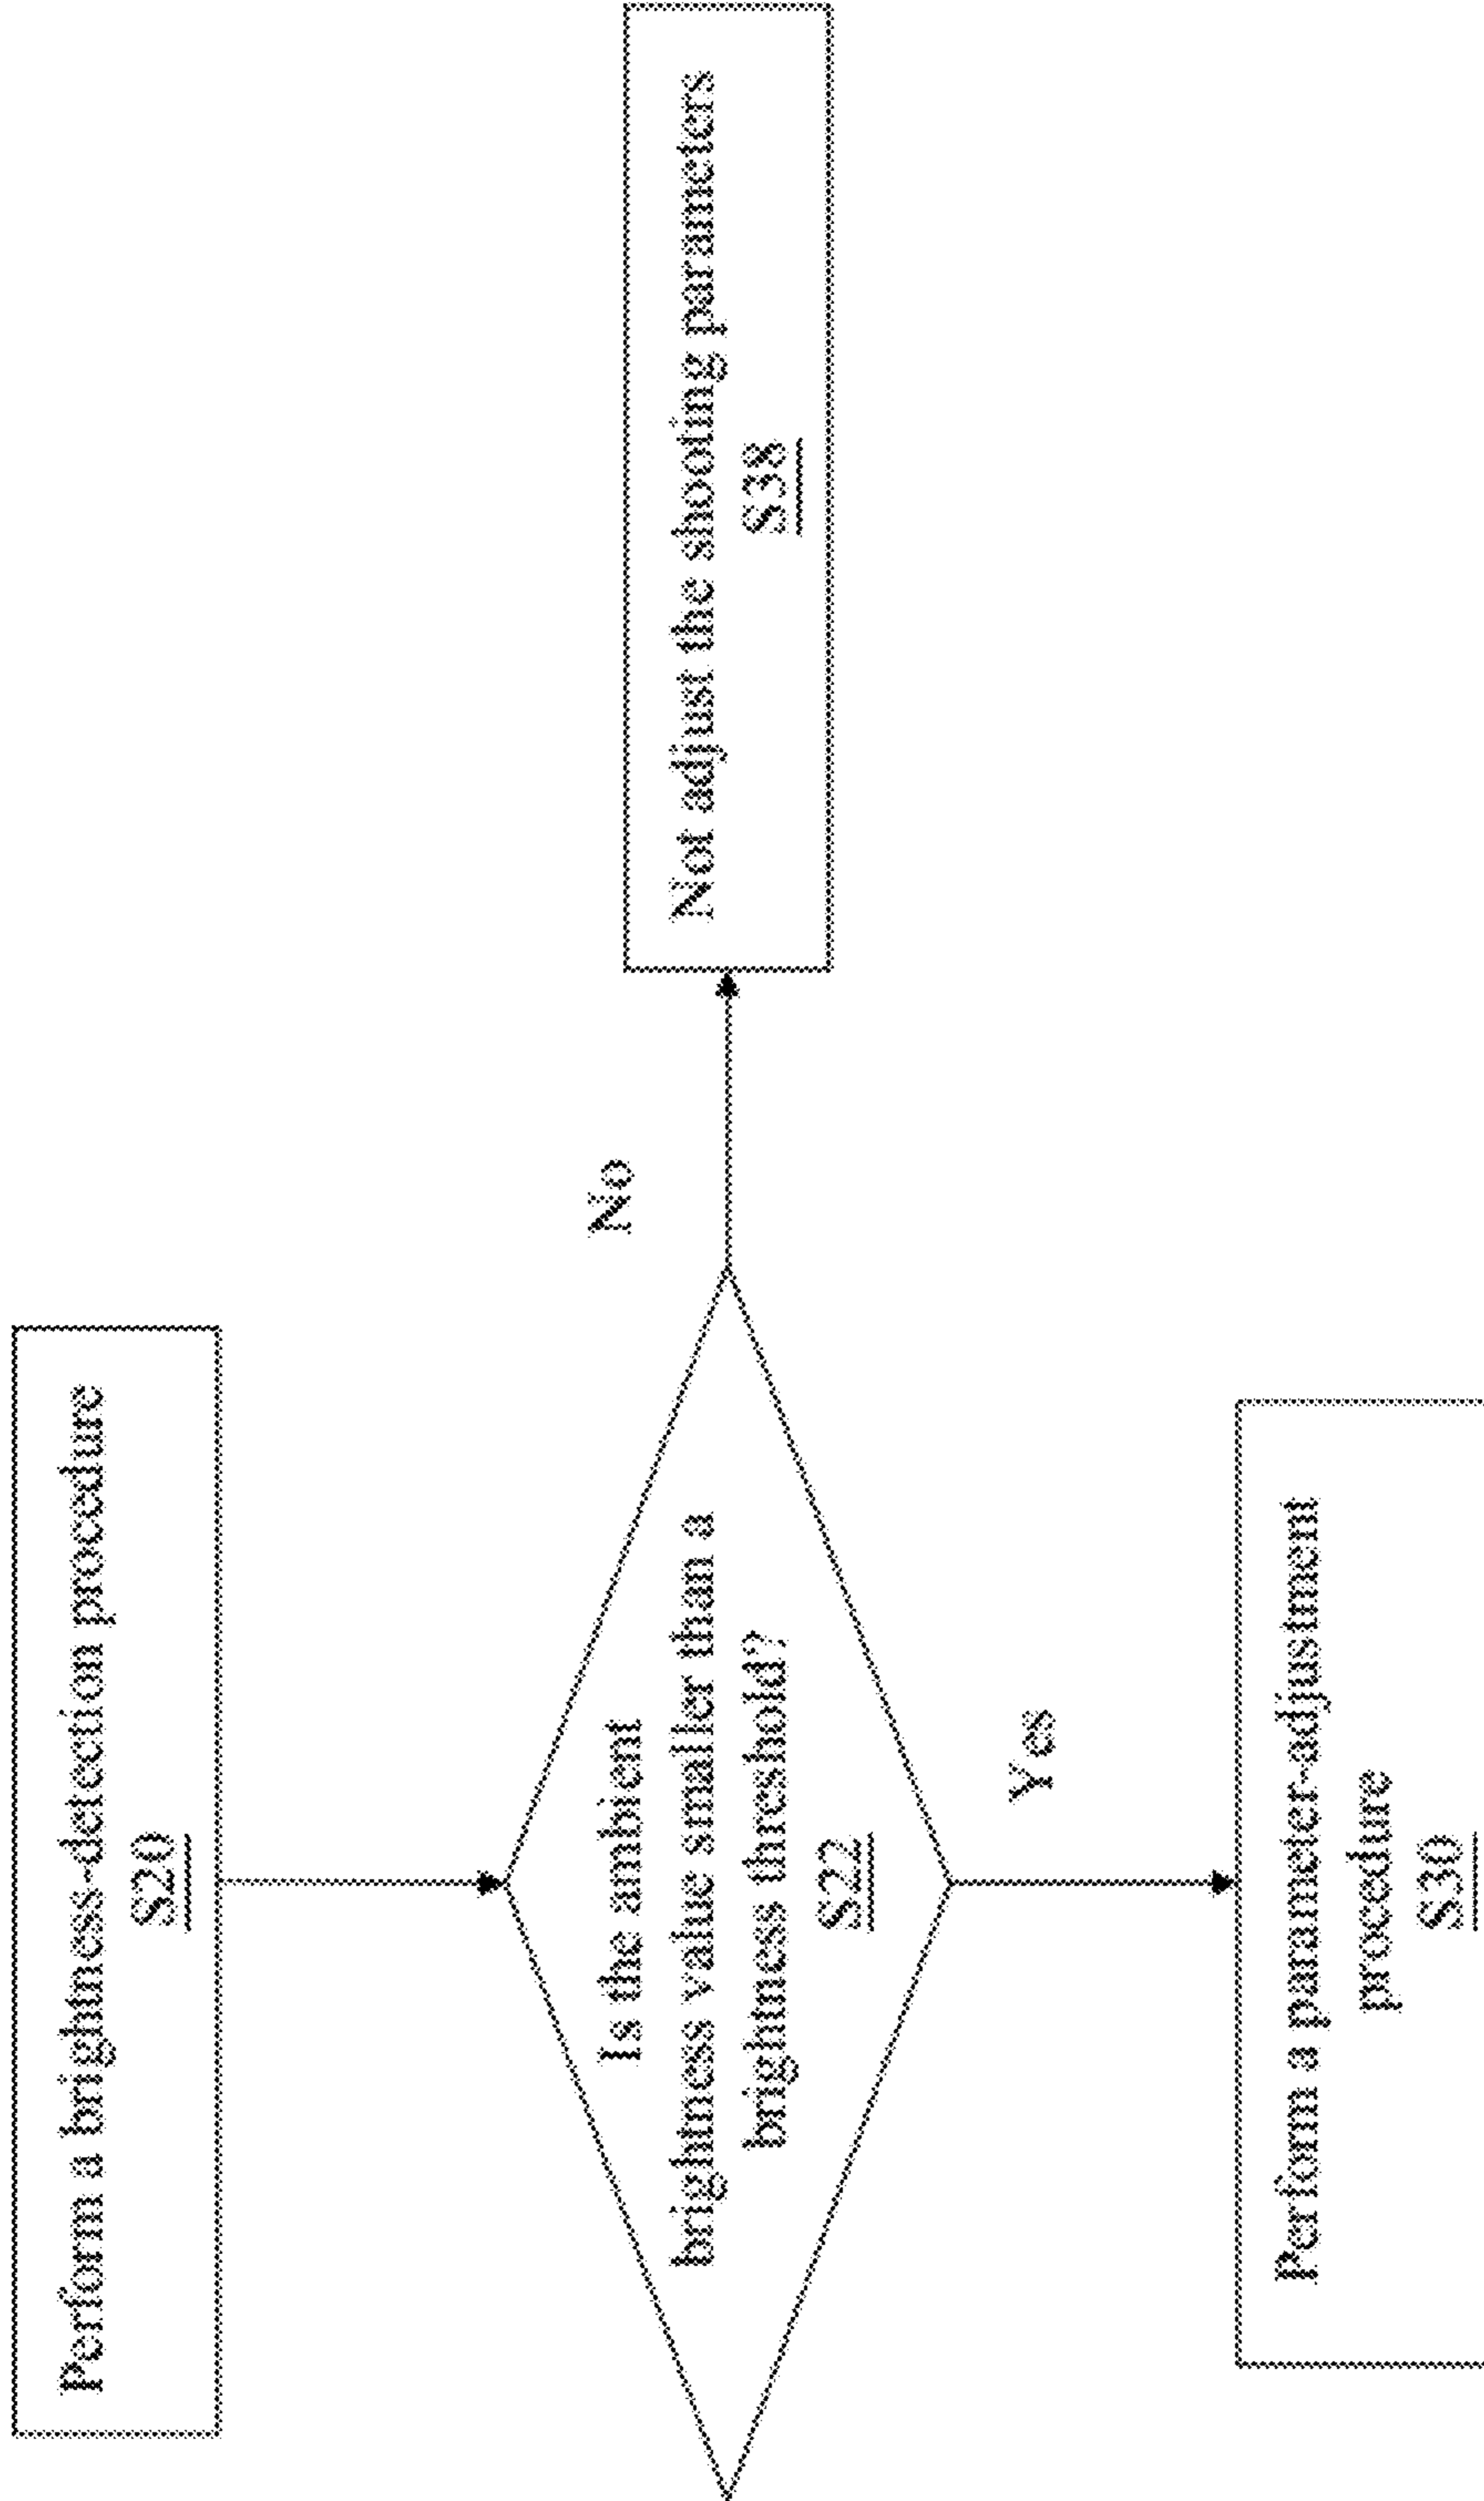 Perform a brightness-detection procedure
S20
Is the ambient
brightness value smaller than a
brightness threshold?
S22
No
Not adjust the shooting parameters
S38
Yes
Perform a parameter-adjustment
procedure
S30